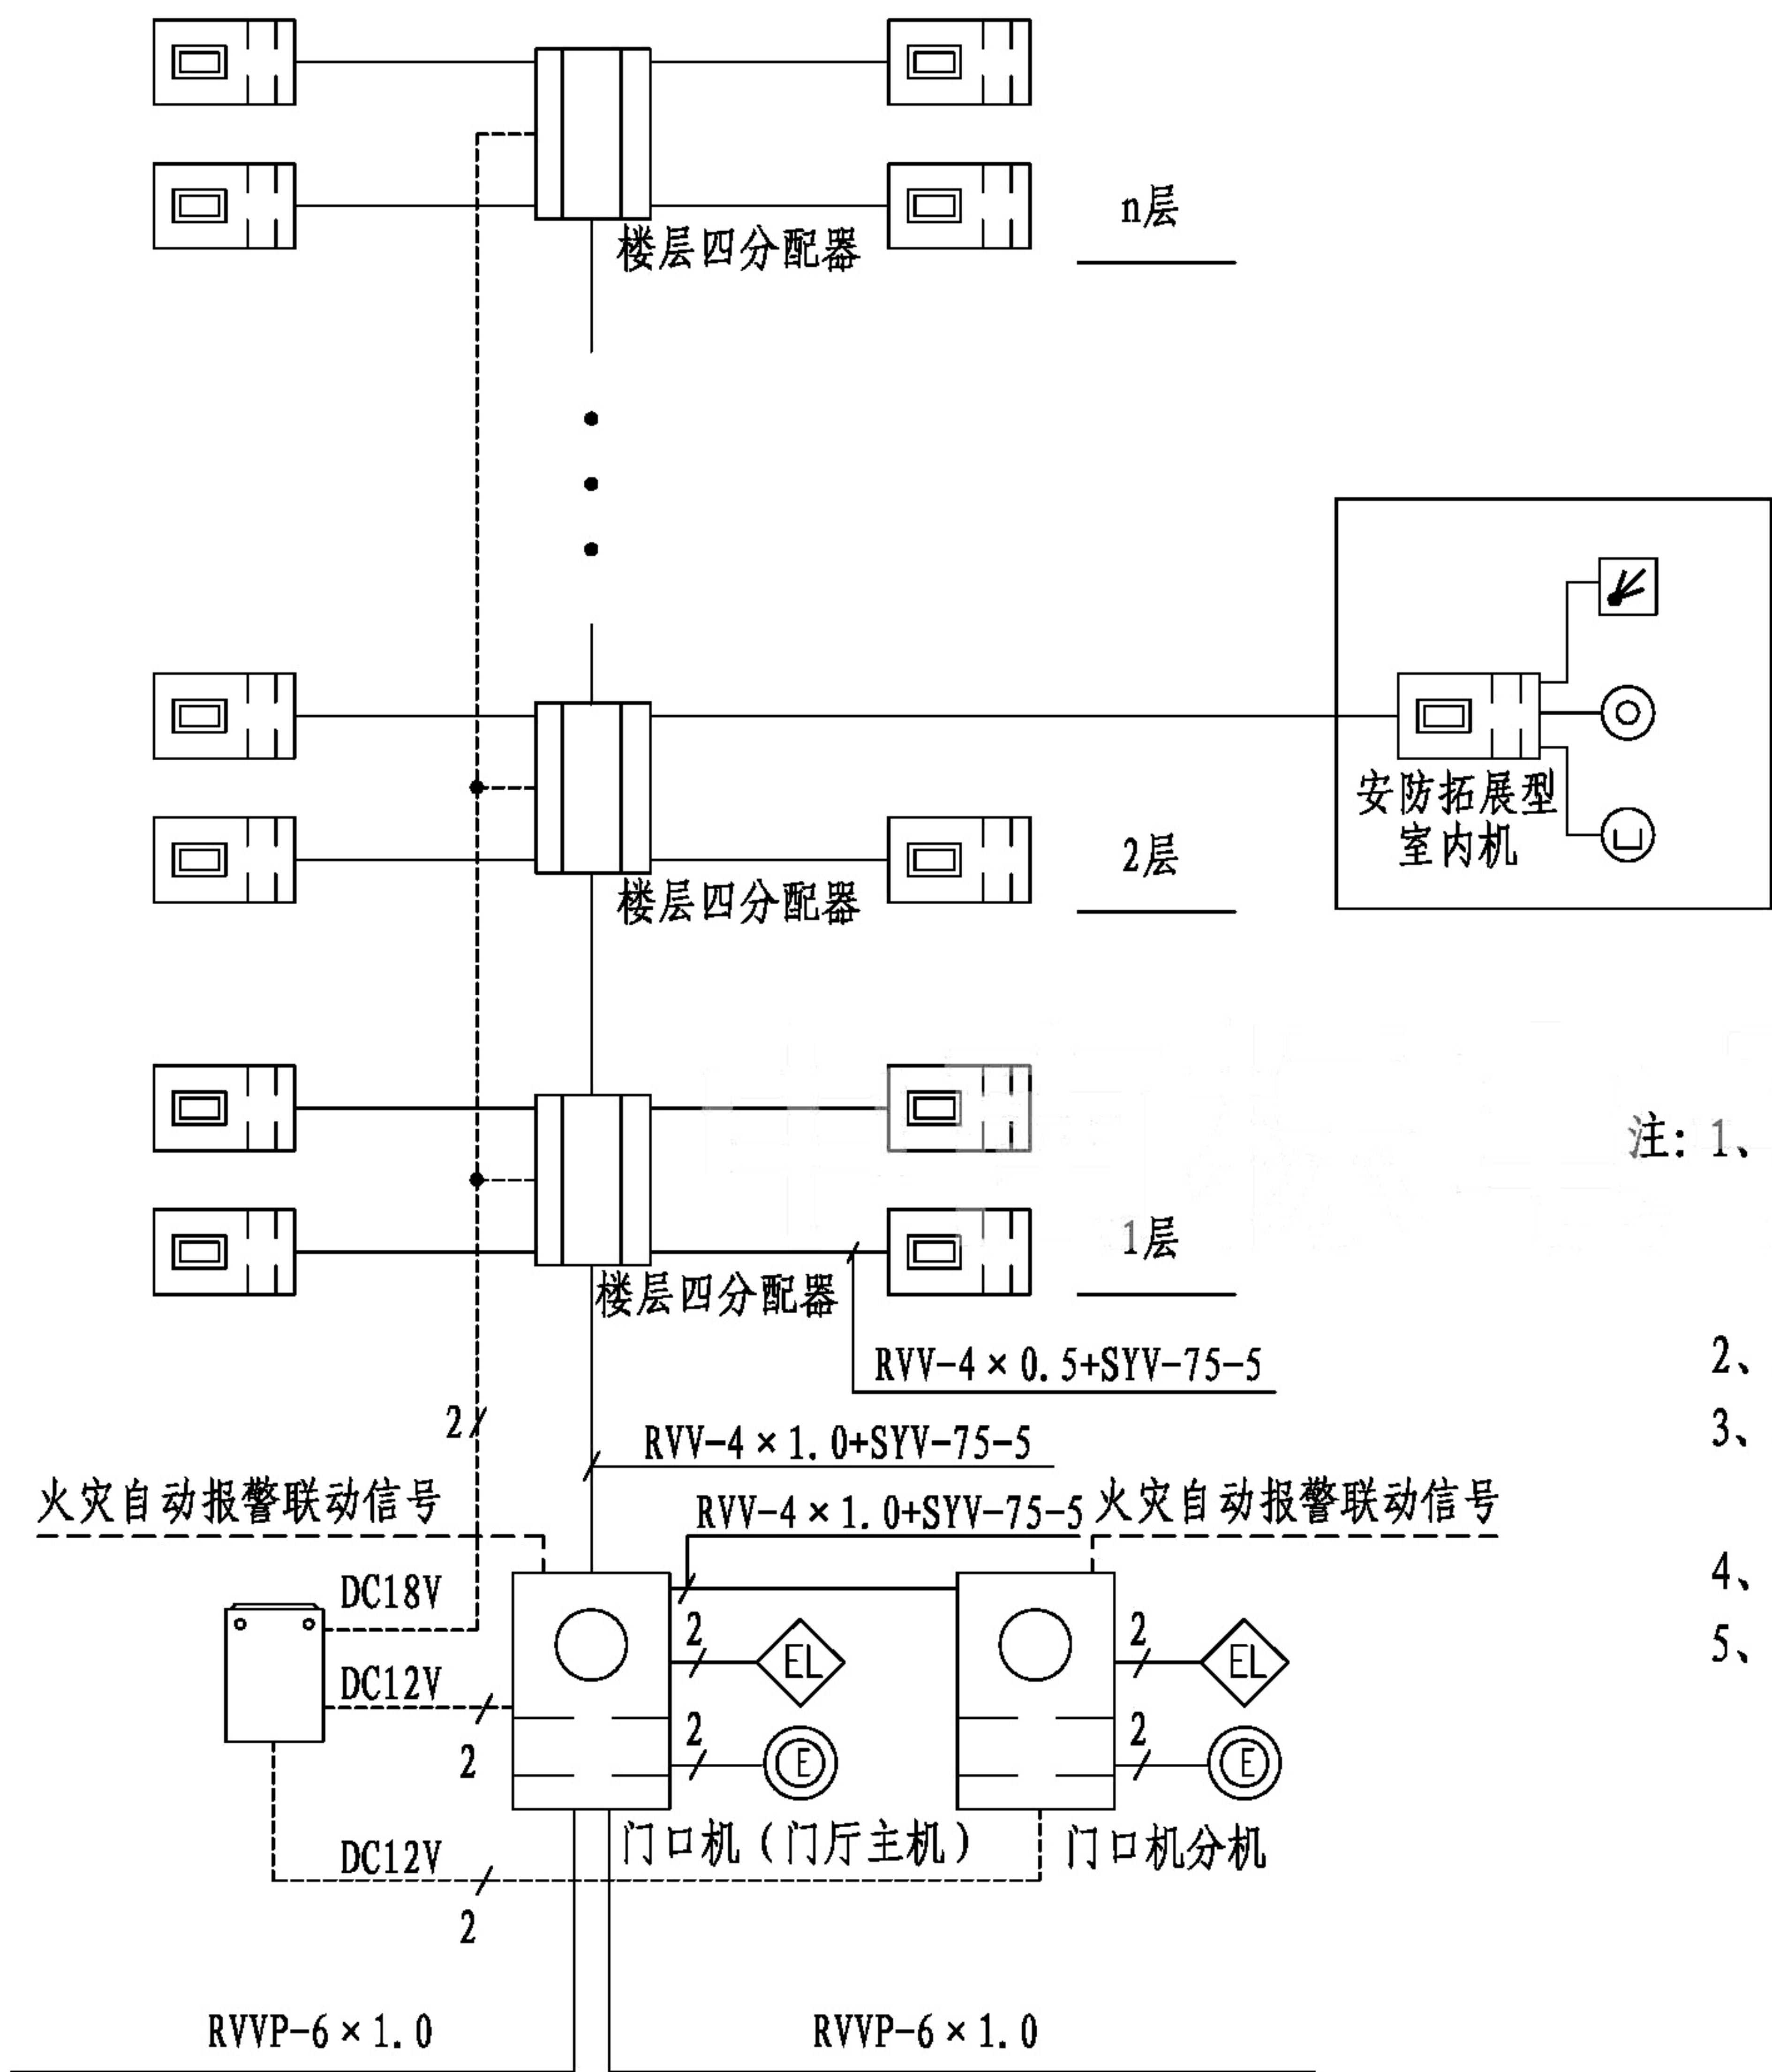 n层
楼层四分配器
安防拓展型
室内机
2层
楼层四分配器
注: 1、
1层
楼层四分配器
RVV-4×0.5+SYV-75-5
2、
2
RVV-4×1.0+SYV-75-5
3、
火灾自动报警联动信号
RVV-4×1.0+SYV-75-5
火灾自动报警联动信号
4、
DC18V
2
EL
2
EL
5、
DC12V
2
2
E
2
E
门口机(门厅主机)
门口机分机
DC12V
2
RVVP-6×1.0
RVVP-6×1.0